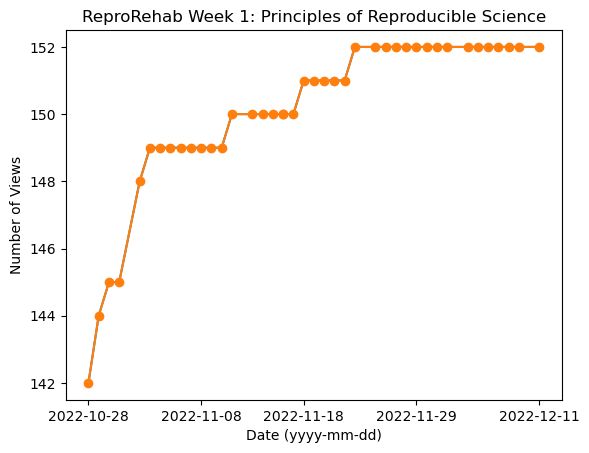 ReproRehab Week 1: Principles of Reproducible Science
152
150
148
146
144
142
Number of Views
2022-10-28 2022-11-08 2022-11-18 2022-11-29 2022-12-11
Date (yyyy-mm-dd)